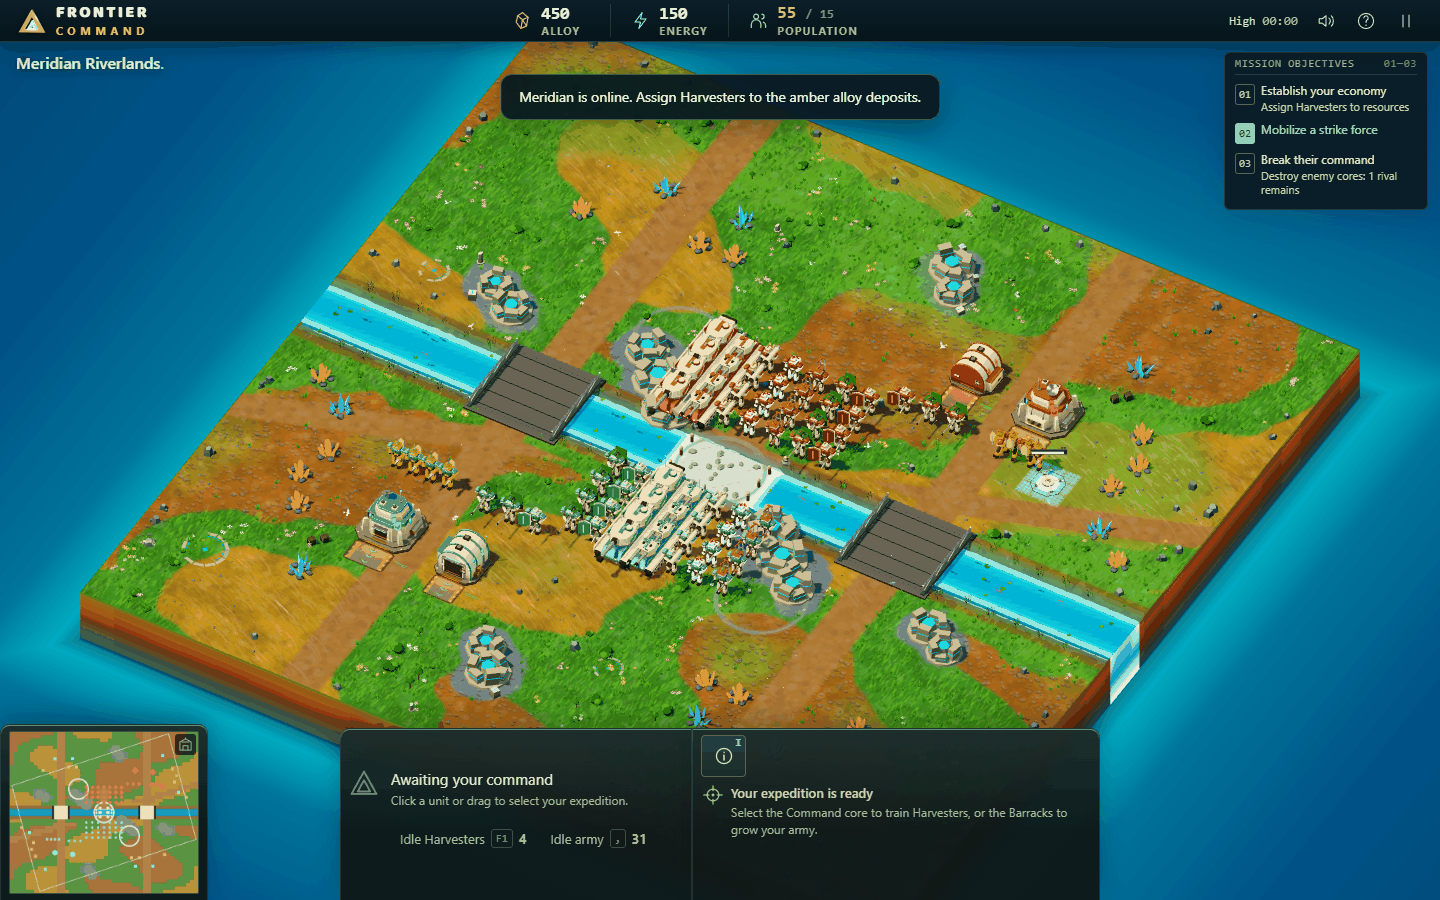 FRONTIER
COMMAND
450
ALLOY
150
ENERGY
55 / 15
POPULATION
High 00:00
Meridian Riverlands.
Meridian is online. Assign Harvesters to the amber alloy deposits.
MISSION OBJECTIVES 01—03
01 Establish your economy
Assign Harvesters to resources
02 Mobilize a strike force
03 Break their command
Destroy enemy cores: 1 rival
remains
Awaiting your command
Click a unit or drag to select your expedition.
Idle Harvesters F1 4 Idle army , 31
I
Your expedition is ready
Select the Command core to train Harvesters, or the Barracks to
grow your army.